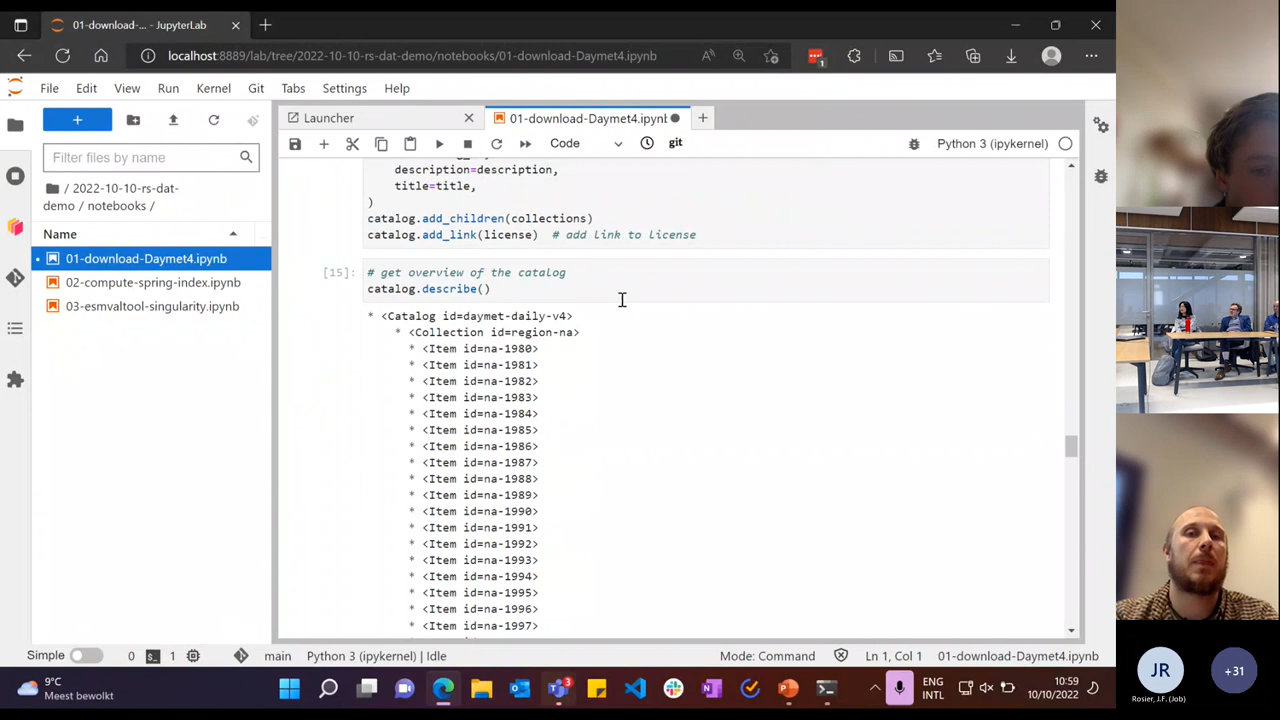 01-download-... - JupyterLab
localhost:8889/lab/tree/2022-10-10-rs-dat-demo/notebooks/01-download-Daymet4.ipynb
File Edit View Run Kernel Git Tabs Settings Help
Launcher
01-download-Daymet4.ipynb
Code
git
Python 3 (ipykernel)
Filter files by name
/ 2022-10-10-rs-dat-
demo / notebooks /
Name
01-download-Daymet4.ipynb
02-compute-spring-index.ipynb
03-esmvaltool-singularity.ipynb
description=description,
title=title,
)
catalog.add_children(collections)
catalog.add_link(license)  # add link to license
[15]:
# get overview of the catalog
catalog.describe()
* <Catalog id=daymet-daily-v4>
* <Collection id=region-na>
* <Item id=na-1980>
* <Item id=na-1981>
* <Item id=na-1982>
* <Item id=na-1983>
* <Item id=na-1984>
* <Item id=na-1985>
* <Item id=na-1986>
* <Item id=na-1987>
* <Item id=na-1988>
* <Item id=na-1989>
* <Item id=na-1990>
* <Item id=na-1991>
* <Item id=na-1992>
* <Item id=na-1993>
* <Item id=na-1994>
* <Item id=na-1995>
* <Item id=na-1996>
* <Item id=na-1997>
Simple 0 1 main Python 3 (ipykernel) | Idle
Mode: Command Ln 1, Col 1 01-download-Daymet4.ipynb
9°C
Meest bewolkt
3
ENG
INTL
10:59
10/10/2022
JR
Rosier, J.F. (Job)
+31